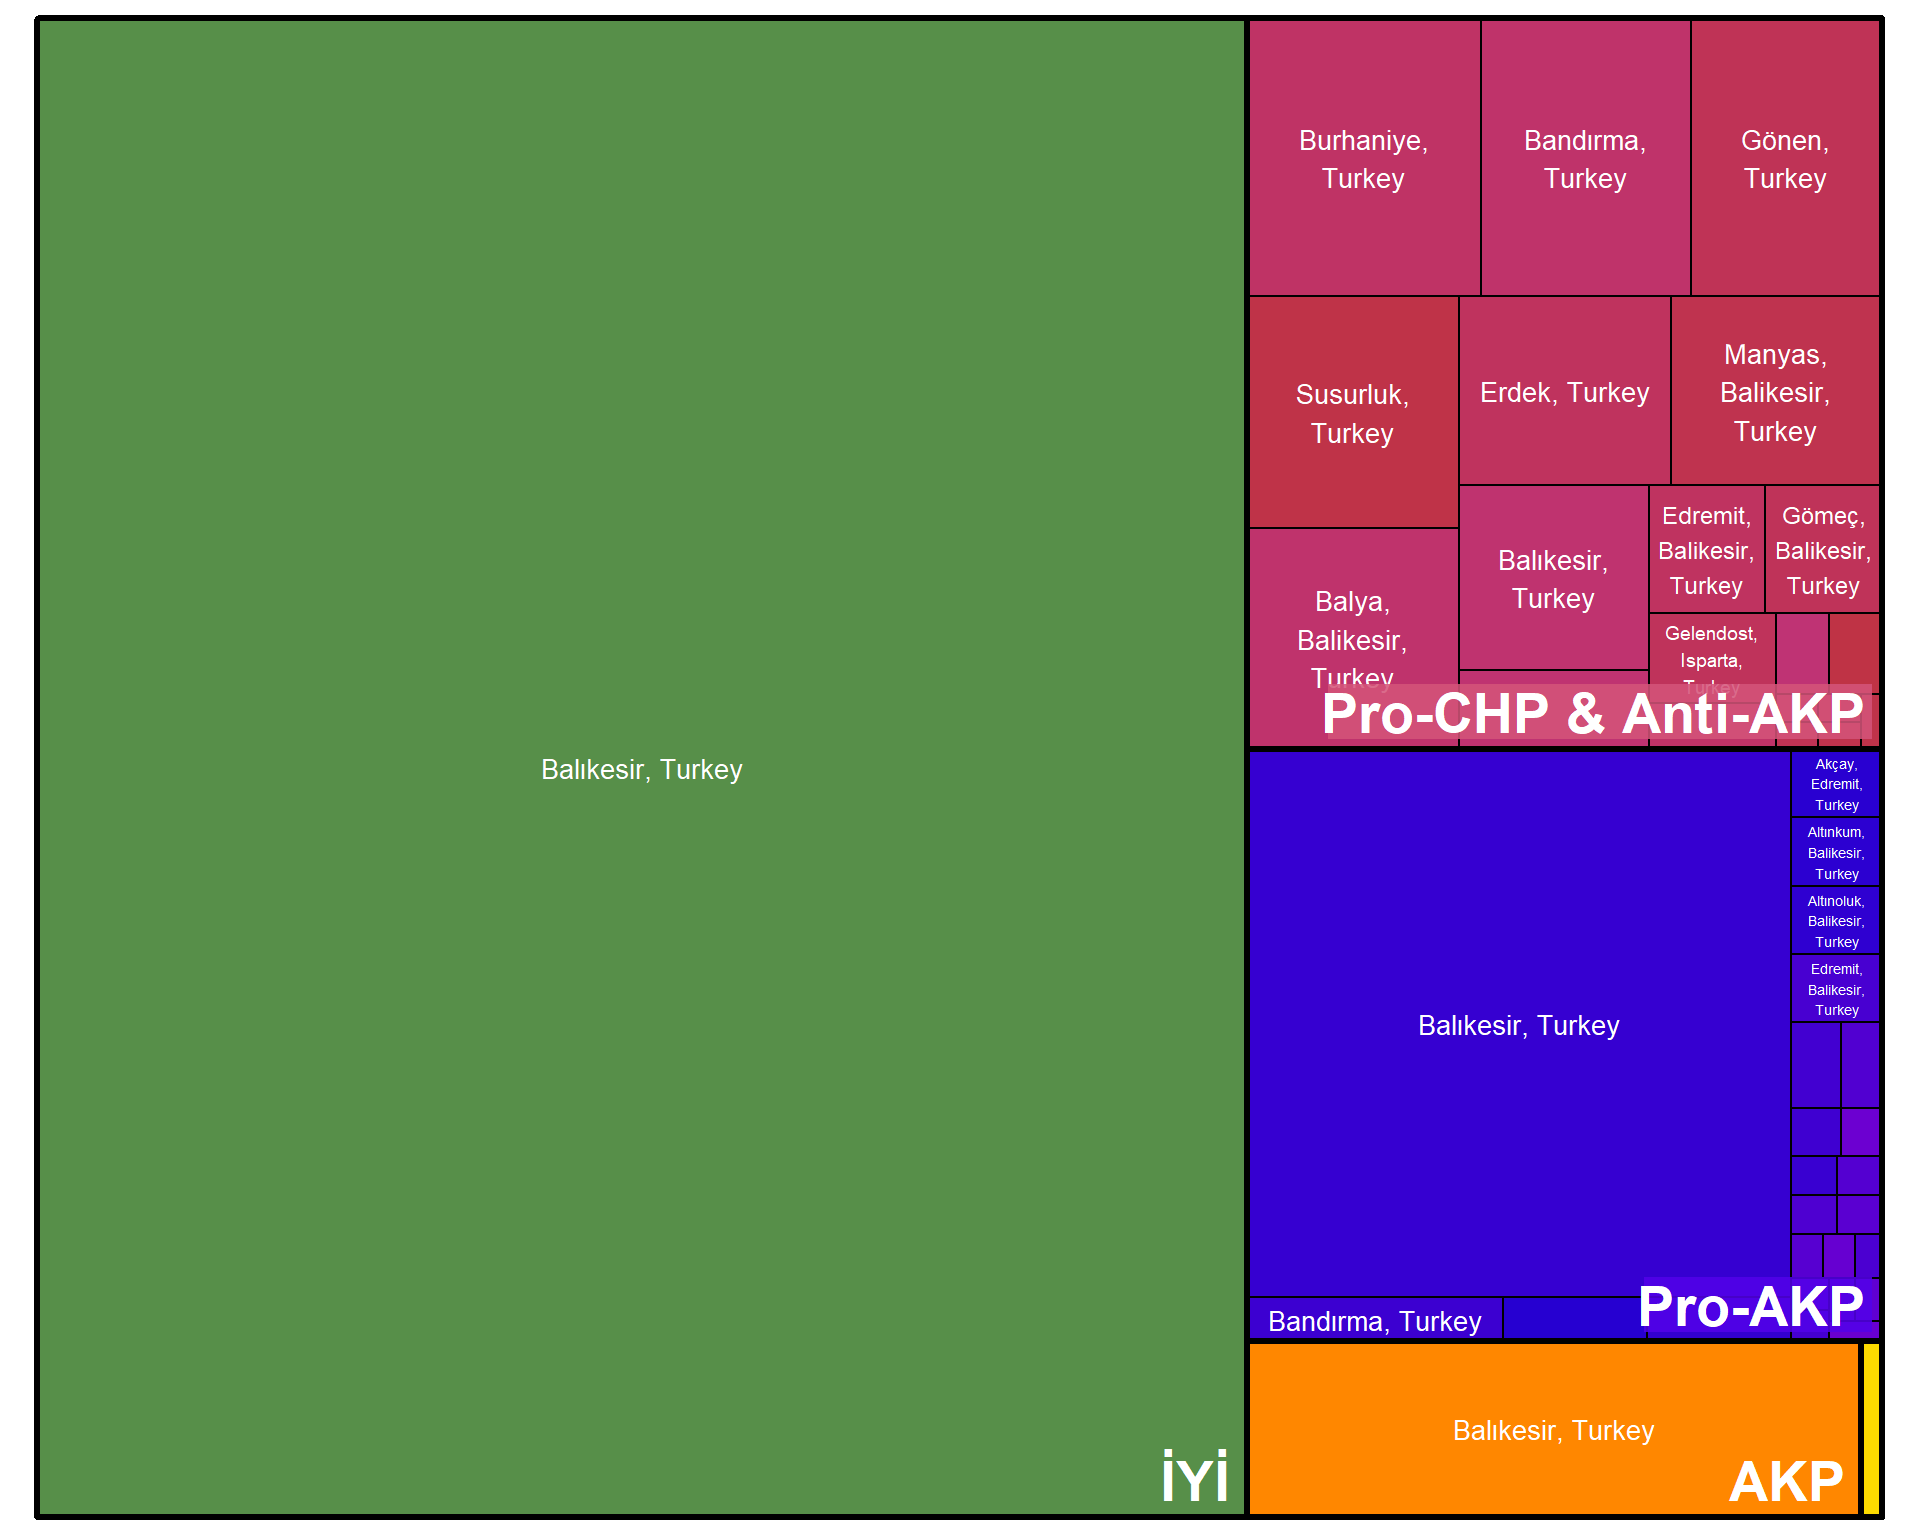 Balıkesir, Turkey
İYİ
Burhaniye,
Turkey
Bandırma,
Turkey
Gönen,
Turkey
Susurluk,
Turkey
Erdek, Turkey
Manyas,
Balikesir,
Turkey
Balya,
Balikesir,
Turkey
Balıkesir,
Turkey
Edremit,
Balikesir,
Turkey
Gömeç,
Balikesir,
Turkey
Gelendost,
Isparta,
Turkey
Pro-CHP & Anti-AKP
Balıkesir, Turkey
Akçay,
Edremit,
Turkey
Altınkum,
Balikesir,
Turkey
Altınoluk,
Balikesir,
Turkey
Edremit,
Balikesir,
Turkey
Bandırma, Turkey
Pro-AKP
Balıkesir, Turkey
AKP